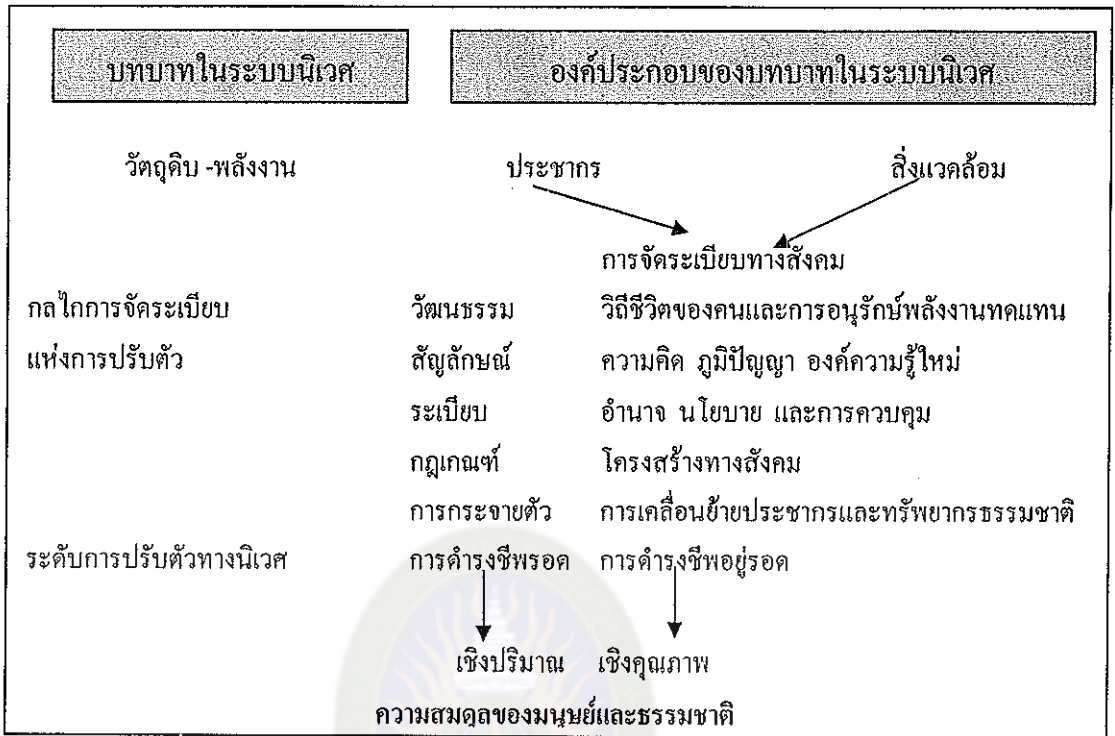 บทบาทในระบบนิเวศ องค์ประกอบของบทบาทในระบบนิเวศ
วัตถุดิบ -พลังงาน ประชากร สิ่งแวดล้อม
การจัดระเบียบทางสังคม
กลไกการจัดระเบียบ วัฒนธรรม วิถีชีวิตของคนและการอนุรักษ์พลังงานทดแทน
แห่งการปรับตัว สัญลักษณ์ ความคิด ภูมิปัญญา องค์ความรู้ใหม่
ระเบียบ อำนาจ นโยบาย และการควบคุม
กฎเกณฑ์ โครงสร้างทางสังคม
การกระจายตัว การเคลื่อนย้ายประชากรและทรัพยากรธรรมชาติ
ระดับการปรับตัวทางนิเวศ การดำรงชีพรอด การดำรงชีพอยู่รอด
เชิงปริมาณ เชิงคุณภาพ
ความสมดุลของมนุษย์และธรรมชาติ